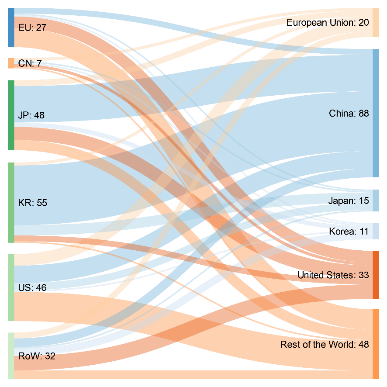 EU: 27
CN: 7
JP: 48
KR: 55
US: 46
RoW: 32
European Union: 20
China: 88
Japan: 15
Korea: 11
United States: 33
Rest of the World: 48